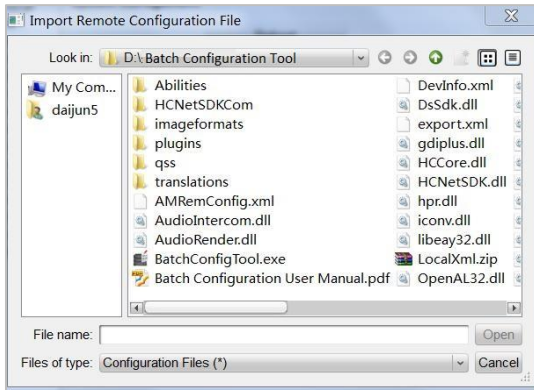 Import Remote Configuration File
Look in: D:\ Batch Configuration Tool
My Com...
daijun5
Abilities
HCNetSDKCom
imageformats
plugins
qss
translations
AMRemConfig.xml
AudioIntercom.dll
AudioRender.dll
BatchConfigTool.exe
Batch Configuration User Manual.pdf
DevInfo.xml
DsSdk.dll
export.xml
gdiplus.dll
HCCore.dll
HCNetSDK.dll
hpr.dll
iconv.dll
libeay32.dll
LocalXml.zip
OpenAL32.dll
File name: Open
Files of type: Configuration Files (*) Cancel